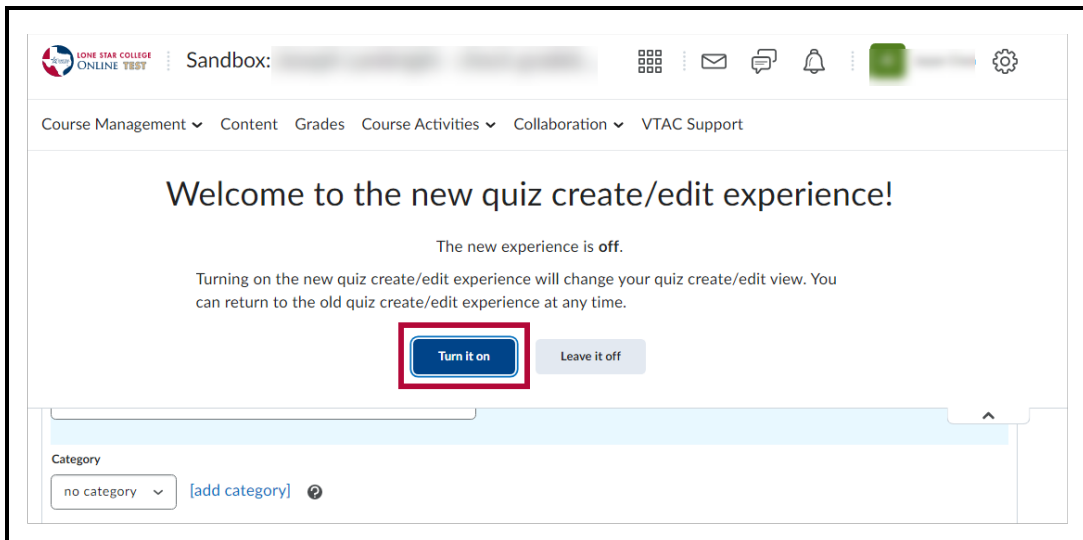 LONE STAR COLLEGE
ONLINE TEST
Sandbox:
Course Management Content Grades Course Activities Collaboration VTAC Support
Welcome to the new quiz create/edit experience!
The new experience is off.
Turning on the new quiz create/edit experience will change your quiz create/edit view. You
can return to the old quiz create/edit experience at any time.
Turn it on Leave it off
Category
no category [add category] ?